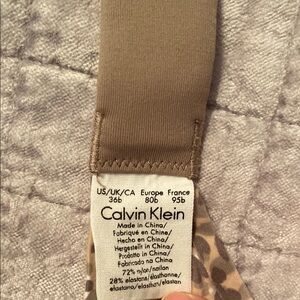 US/UK/CA Europe France
36b 80b 95b
Calvin Klein
Made in China/
Fabriqué en Chine/
Hecho en China/
Hergestellt in China/
Prodotto in China/
Fabricado na China
72% nylon/nailon
28% elastane/élasthanne/
elastano/elasthan/elastan